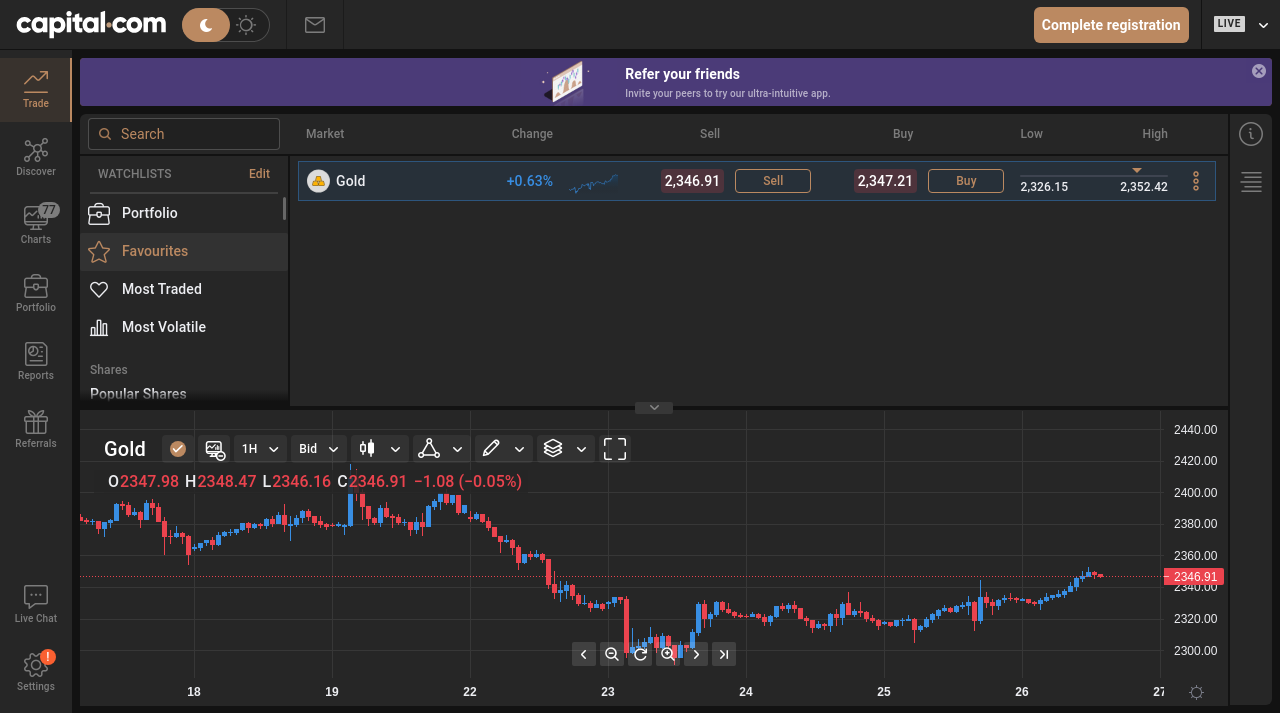 capital.com
Complete registration
LIVE
Refer your friends
Invite your peers to try our ultra-intuitive app.
Trade
Discover
77
Charts
Portfolio
Reports
Referrals
Live Chat
!
Settings
Search
Market Change Sell Buy Low High
WATCHLISTS Edit
Portfolio
Favourites
Most Traded
Most Volatile
Shares
Popular Shares
Gold +0.63% 2,346.91 Sell 2,347.21 Buy 2,326.15 2,352.42
Gold 1H Bid
O2347.98 H2348.47 L2346.16 C2346.91 −1.08 (−0.05%)
2440.00
2420.00
2400.00
2380.00
2360.00
2346.91
2340.00
2320.00
2300.00
18 19 22 23 24 25 26 27